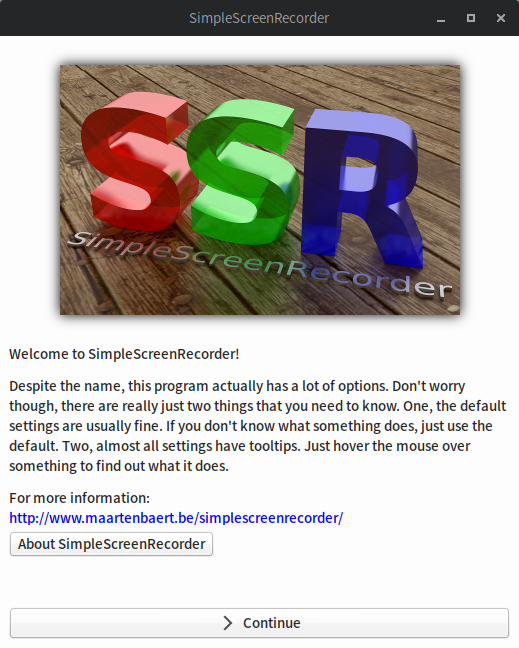 SimpleScreenRecorder
SSR
SimpleScreenRecorder
Welcome to SimpleScreenRecorder!
Despite the name, this program actually has a lot of options. Don't worry
though, there are really just two things that you need to know. One, the default
settings are usually fine. If you don't know what something does, just use the
default. Two, almost all settings have tooltips. Just hover the mouse over
something to find out what it does.
For more information:
http://www.maartenbaert.be/simplescreenrecorder/
About SimpleScreenRecorder
Continue